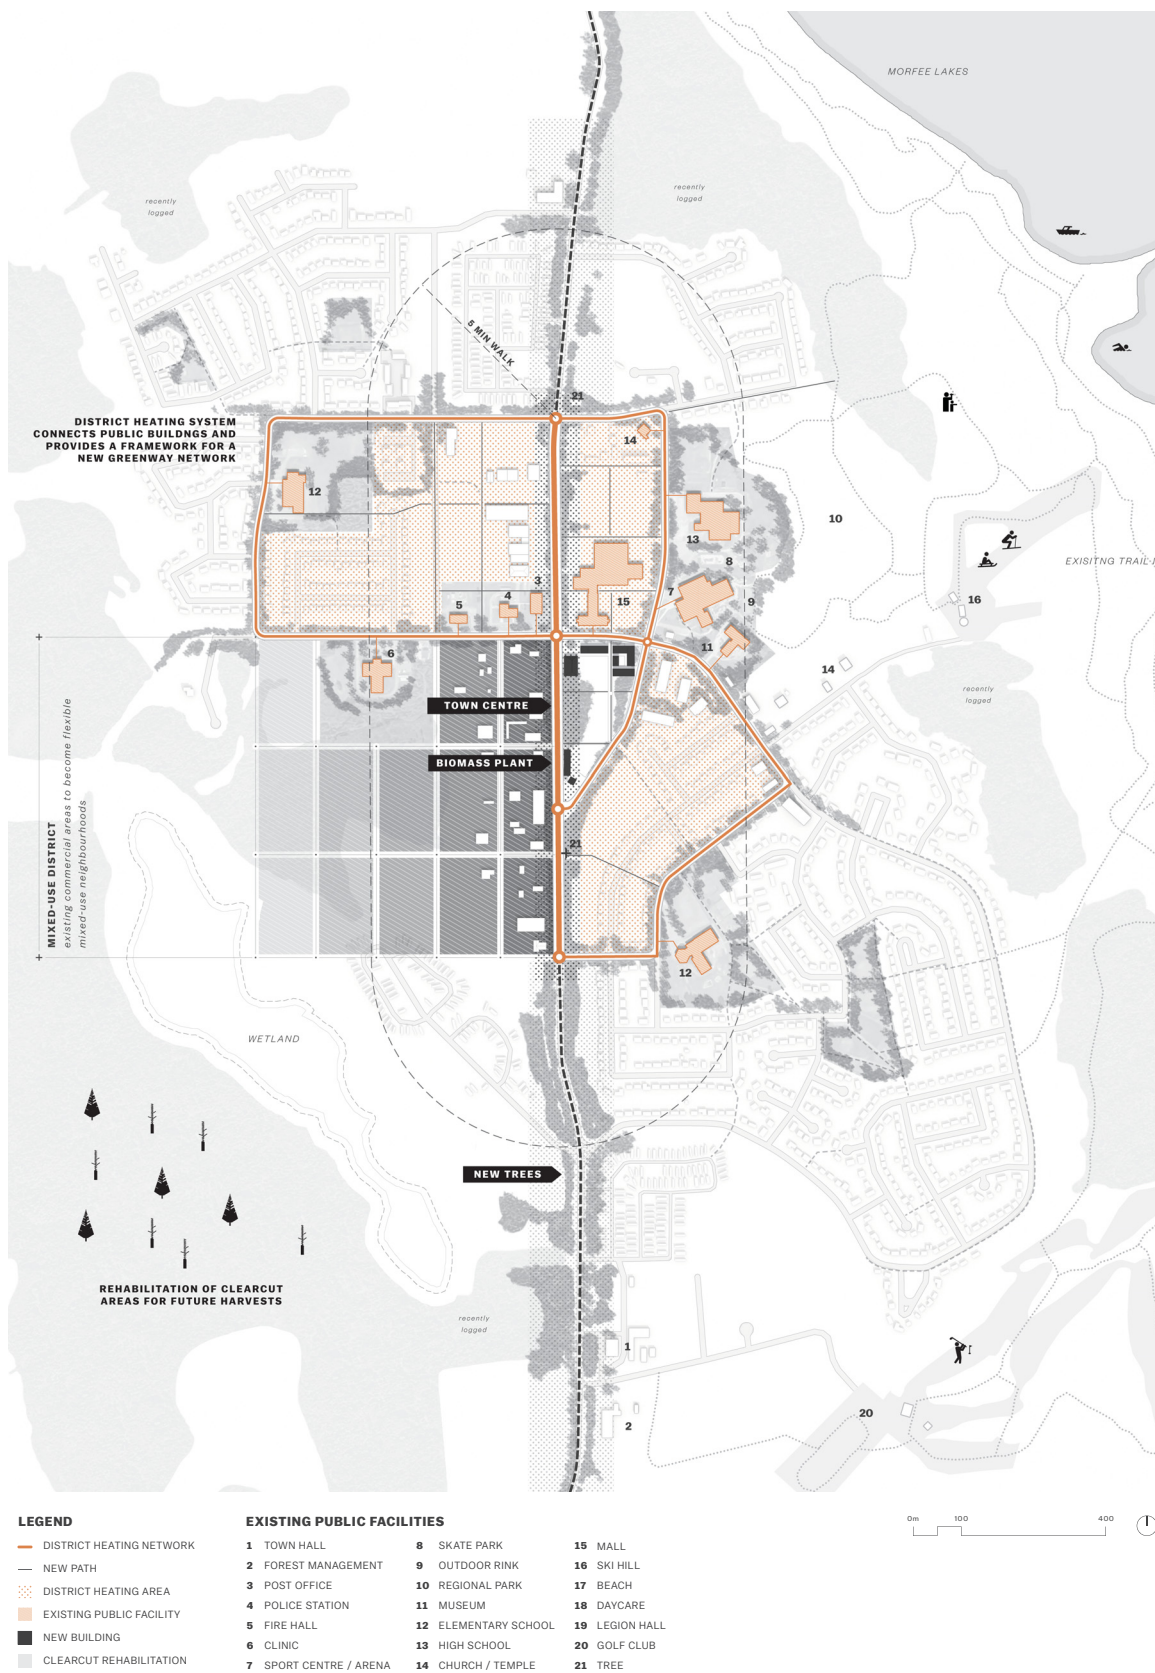 MORFEE LAKES
recently
logged
recently
logged
5 MIN WALK
21
DISTRICT HEATING SYSTEM
CONNECTS PUBLIC BUILDNGS AND
PROVIDES A FRAMEWORK FOR A
NEW GREENWAY NETWORK
14
12
13
10
8
EXISITNG TRAIL
3
4
5
15
7
9
16
11
6
14
recently
logged
TOWN CENTRE
BIOMASS PLANT
MIXED-USE DISTRICT
existing commercial areas to become flexible
mixed-use neighbourhoods
21
12
WETLAND
NEW TREES
REHABILITATION OF CLEARCUT
AREAS FOR FUTURE HARVESTS
recently
logged
1
20
2
LEGEND
DISTRICT HEATING NETWORK
NEW PATH
DISTRICT HEATING AREA
EXISTING PUBLIC FACILITY
NEW BUILDING
CLEARCUT REHABILITATION
EXISTING PUBLIC FACILITIES
1 TOWN HALL
2 FOREST MANAGEMENT
3 POST OFFICE
4 POLICE STATION
5 FIRE HALL
6 CLINIC
7 SPORT CENTRE / ARENA
8 SKATE PARK
9 OUTDOOR RINK
10 REGIONAL PARK
11 MUSEUM
12 ELEMENTARY SCHOOL
13 HIGH SCHOOL
14 CHURCH / TEMPLE
15 MALL
16 SKI HILL
17 BEACH
18 DAYCARE
19 LEGION HALL
20 GOLF CLUB
21 TREE
0m 100 400